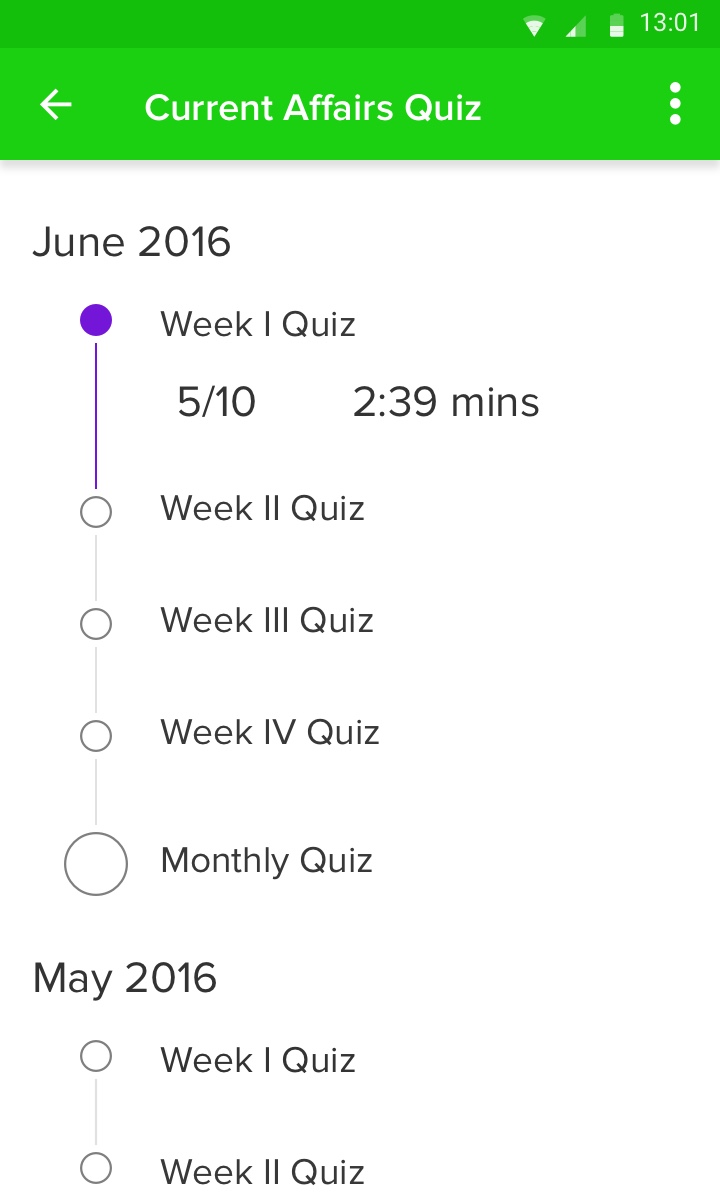 13:01
Current Affairs Quiz
June 2016
Week I Quiz
5/10 2:39 mins
Week II Quiz
Week III Quiz
Week IV Quiz
Monthly Quiz
May 2016
Week I Quiz
Week II Quiz